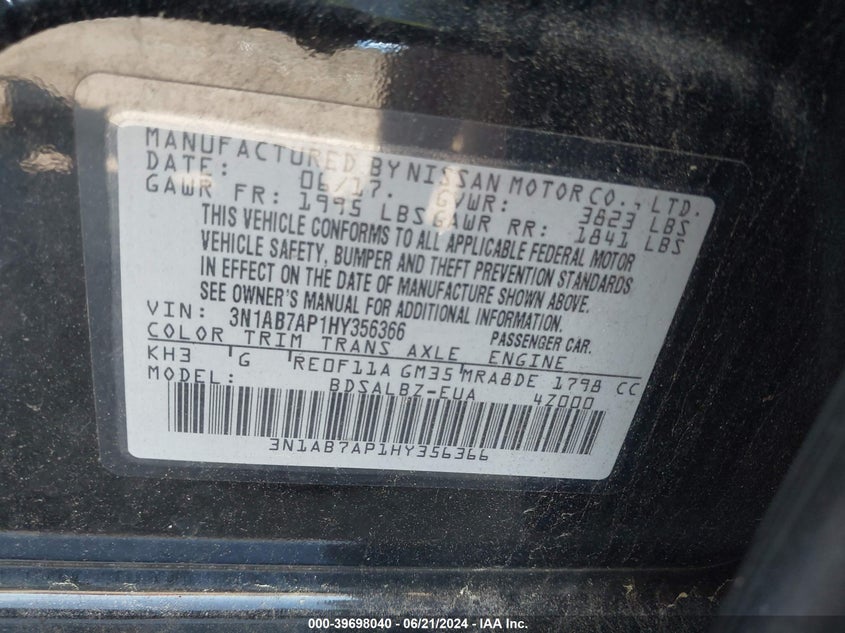 MANUFACTURED BY NISSAN MOTOR CO., LTD.
DATE: 06/17. GVWR: 3823 LBS
GAWR FR: 1995 LBS GAWR RR: 1841 LBS
THIS VEHICLE CONFORMS TO ALL APPLICABLE FEDERAL MOTOR
VEHICLE SAFETY, BUMPER AND THEFT PREVENTION STANDARDS
IN EFFECT ON THE DATE OF MANUFACTURE SHOWN ABOVE.
SEE OWNER'S MANUAL FOR ADDITIONAL INFORMATION.
VIN: 3N1AB7AP1HY356366 PASSENGER CAR.
COLOR TRIM TRANS AXLE ENGINE
KH3 G RE0F11A GM35 MRA8DE 1798 CC
MODEL: BDSALBZ-EUA 4Z000
3N1AB7AP1HY356366
000-39698040 - 06/21/2024 - IAA Inc.